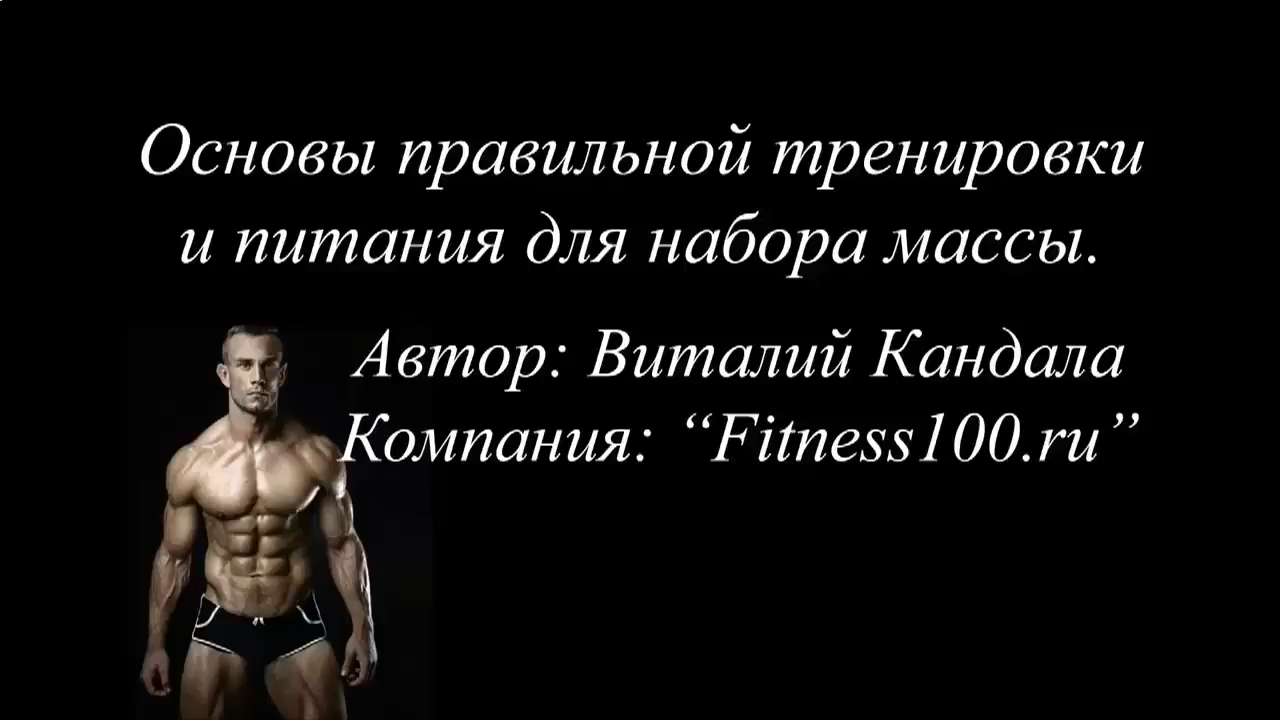 Основы правильной тренировки
и питания для набора массы.
Автор: Виталий Кандала
Компания: “Fitness100.ru”